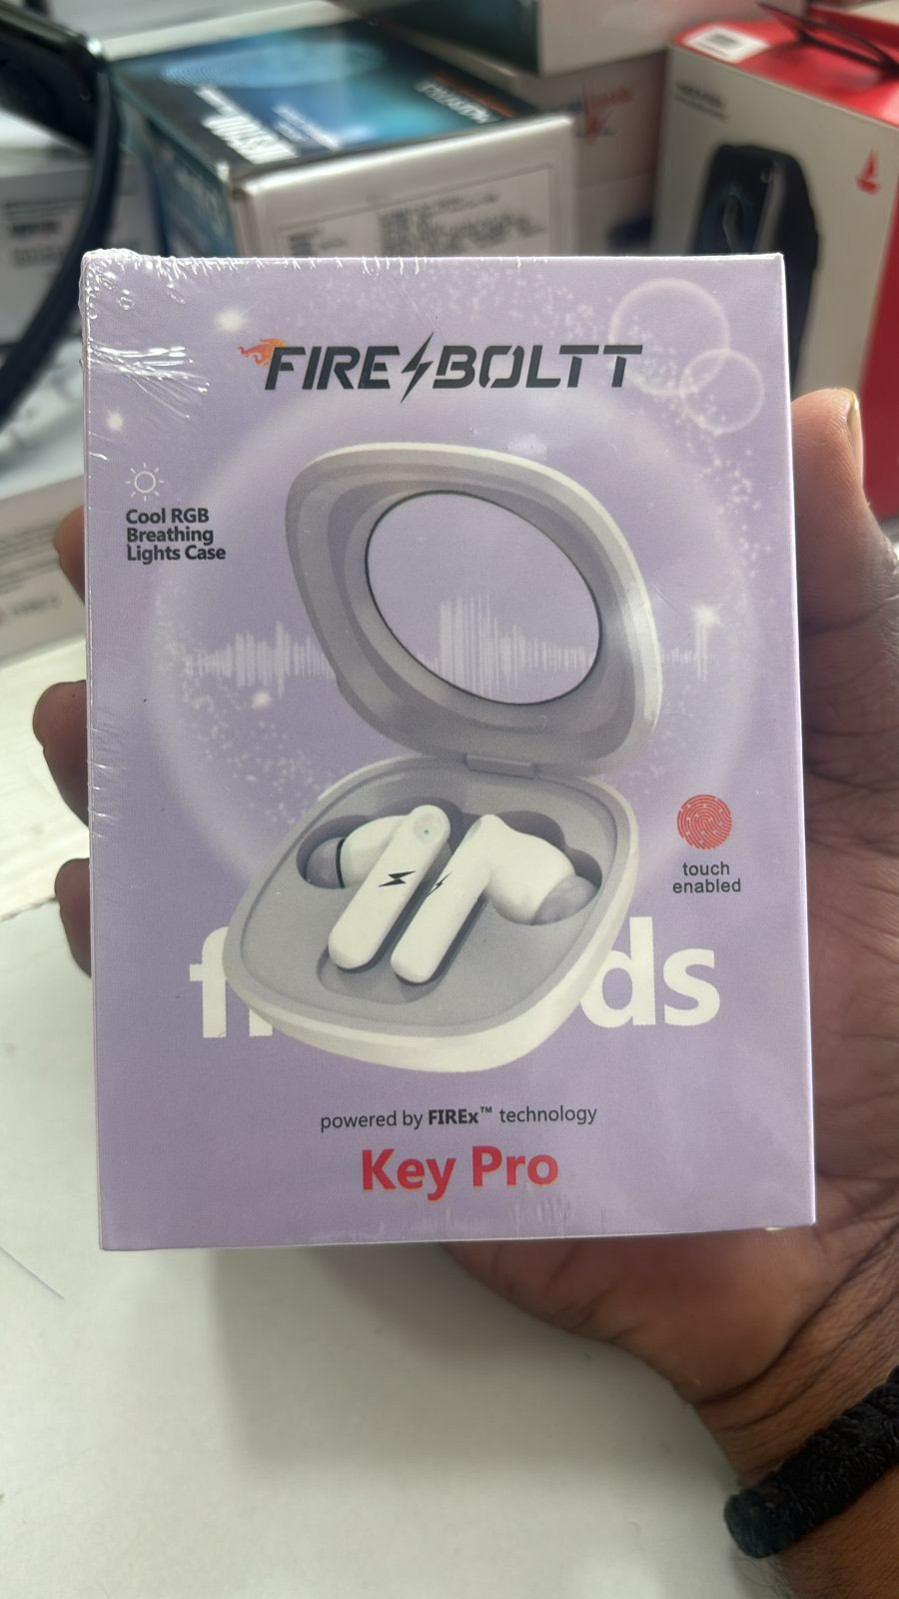 FIRE BOLTT
Cool RGB
Breathing
Lights Case
touch
enabled
powered by FIREx™ technology
Key Pro